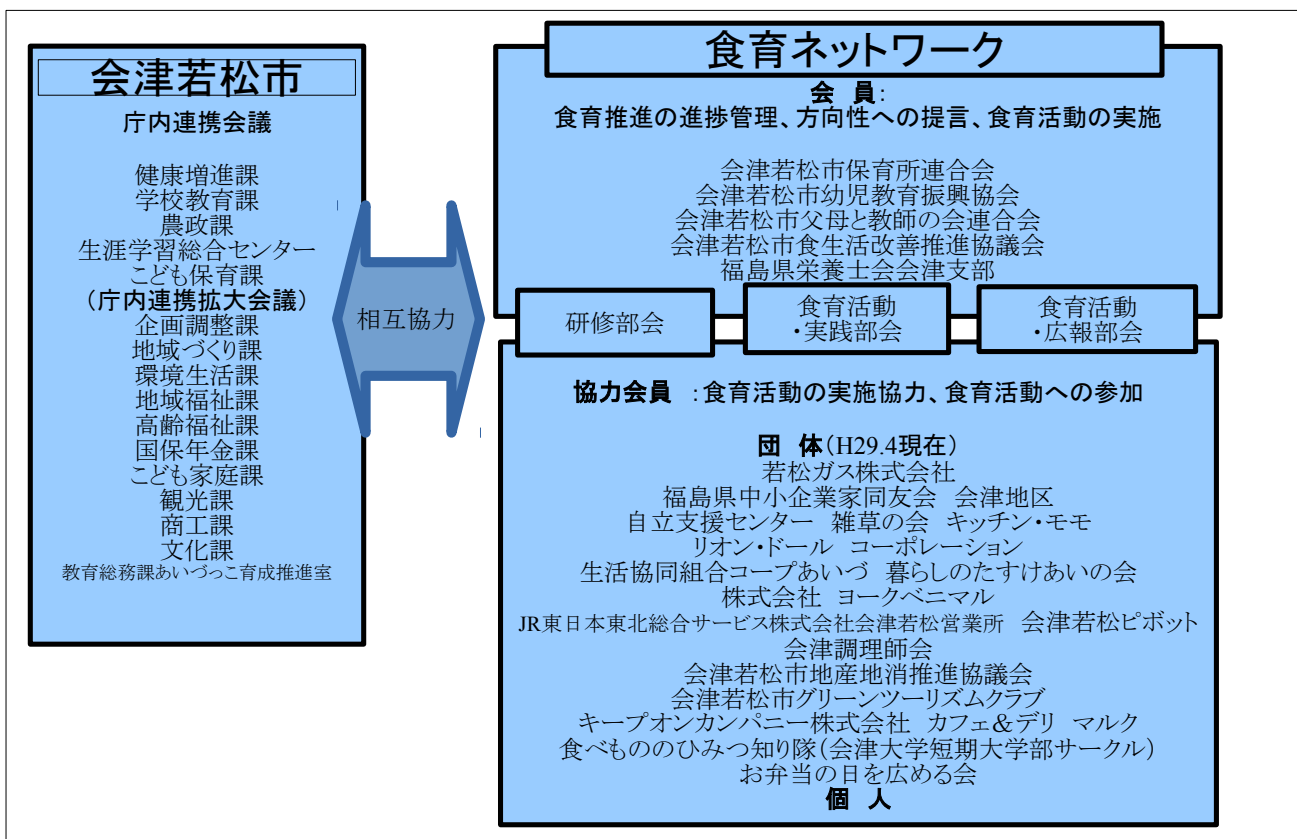 会津若松市
庁内連携会議
健康増進課
学校教育課
農政課
生涯学習総合センター
こども保育課
(庁内連携拡大会議)
企画調整課
地域づくり課
環境生活課
地域福祉課
高齢福祉課
国保年金課
こども家庭課
観光課
商工課
文化課
教育総務課あいづっこ育成推進室
相互協力
食育ネットワーク
会 員:
食育推進の進捗管理、方向性への提言、食育活動の実施
会津若松市保育所連合会
会津若松市幼児教育振興協会
会津若松市父母と教師の会連合会
会津若松市食生活改善推進協議会
福島県栄養士会会津支部
研修部会
食育活動
・実践部会
食育活動
・広報部会
協力会員 :食育活動の実施協力、食育活動への参加
団 体(H29.4現在)
若松ガス株式会社
福島県中小企業家同友会 会津地区
自立支援センター 雑草の会 キッチン・モモ
リオン・ドール コーポレーション
生活協同組合コープあいづ 暮らしのたすけあいの会
株式会社 ヨークベニマル
JR東日本東北総合サービス株式会社会津若松営業所 会津若松ピボット
会津調理師会
会津若松市地産地消推進協議会
会津若松市グリーンツーリズムクラブ
キープオンカンパニー株式会社 カフェ&デリ マルク
食べもののひみつ知り隊(会津大学短期大学部サークル)
お弁当の日を広める会
個 人